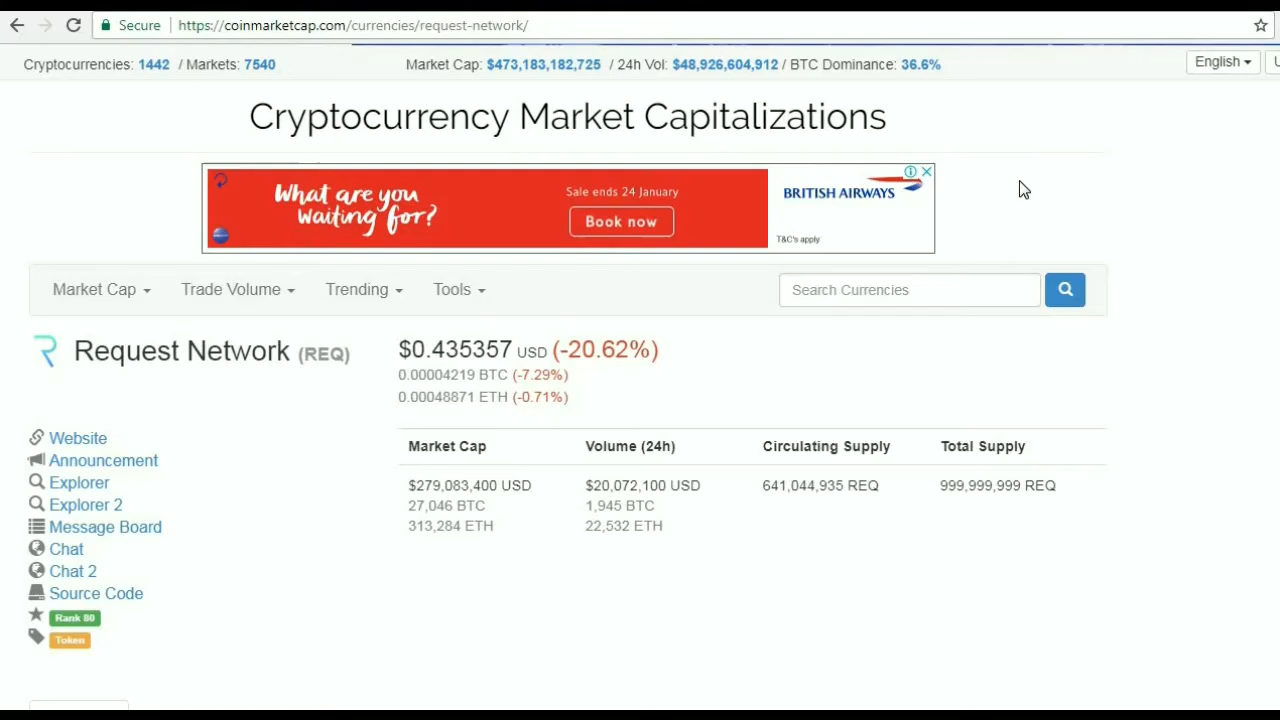 Secure | https://coinmarketcap.com/currencies/request-network/
Cryptocurrencies: 1442 / Markets: 7540 Market Cap: $473,183,182,725 / 24h Vol: $48,926,604,912 / BTC Dominance: 36.6% English
Cryptocurrency Market Capitalizations
What are you
waiting for?
Sale ends 24 January
Book now
BRITISH AIRWAYS
T&C's apply
Market Cap Trade Volume Trending Tools Search Currencies
Request Network (REQ)
$0.435357 USD (-20.62%)
0.00004219 BTC (-7.29%)
0.00048871 ETH (-0.71%)
Website
Announcement
Explorer
Explorer 2
Message Board
Chat
Chat 2
Source Code
Rank 80
Token
Market Cap Volume (24h) Circulating Supply Total Supply
$279,083,400 USD $20,072,100 USD 641,044,935 REQ 999,999,999 REQ
27,046 BTC 1,945 BTC
313,284 ETH 22,532 ETH